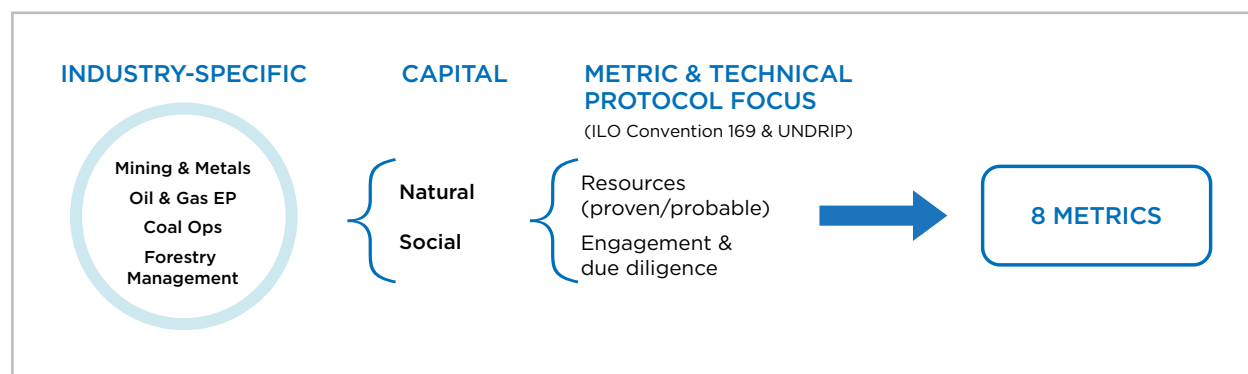 INDUSTRY-SPECIFIC
Mining & Metals
Oil & Gas EP
Coal Ops
Forestry
Management
CAPITAL
Natural
Social
METRIC & TECHNICAL
PROTOCOL FOCUS
(ILO Convention 169 & UNDRIP)
Resources
(proven/probable)
Engagement &
due diligence
8 METRICS